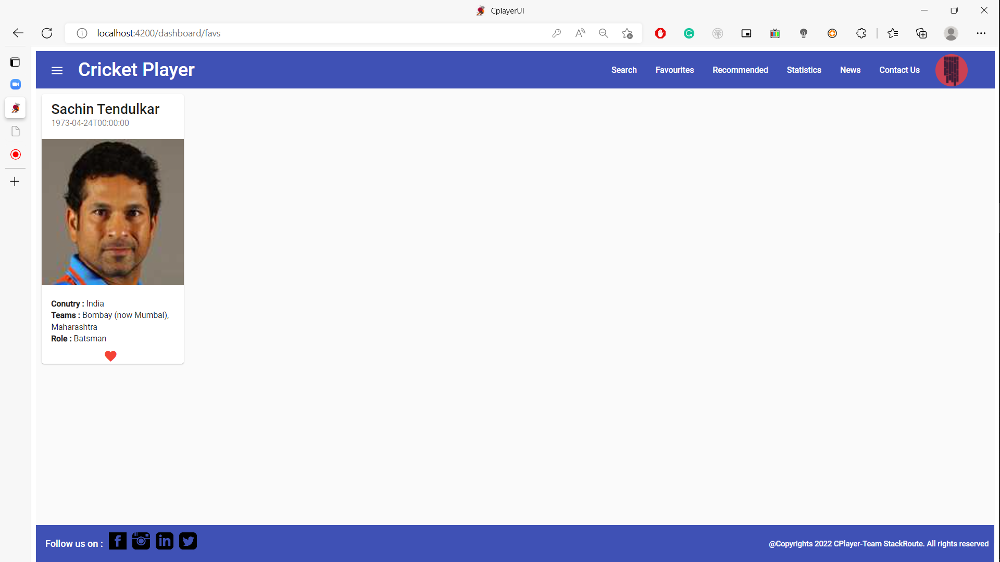 CplayerUI
localhost:4200/dashboard/favs
Cricket Player
Search Favourites Recommended Statistics News Contact Us
Sachin Tendulkar
1973-04-24T00:00:00
Conutry : India
Teams : Bombay (now Mumbai),
Maharashtra
Role : Batsman
Follow us on :
@Copyrights 2022 CPlayer-Team StackRoute. All rights reserved